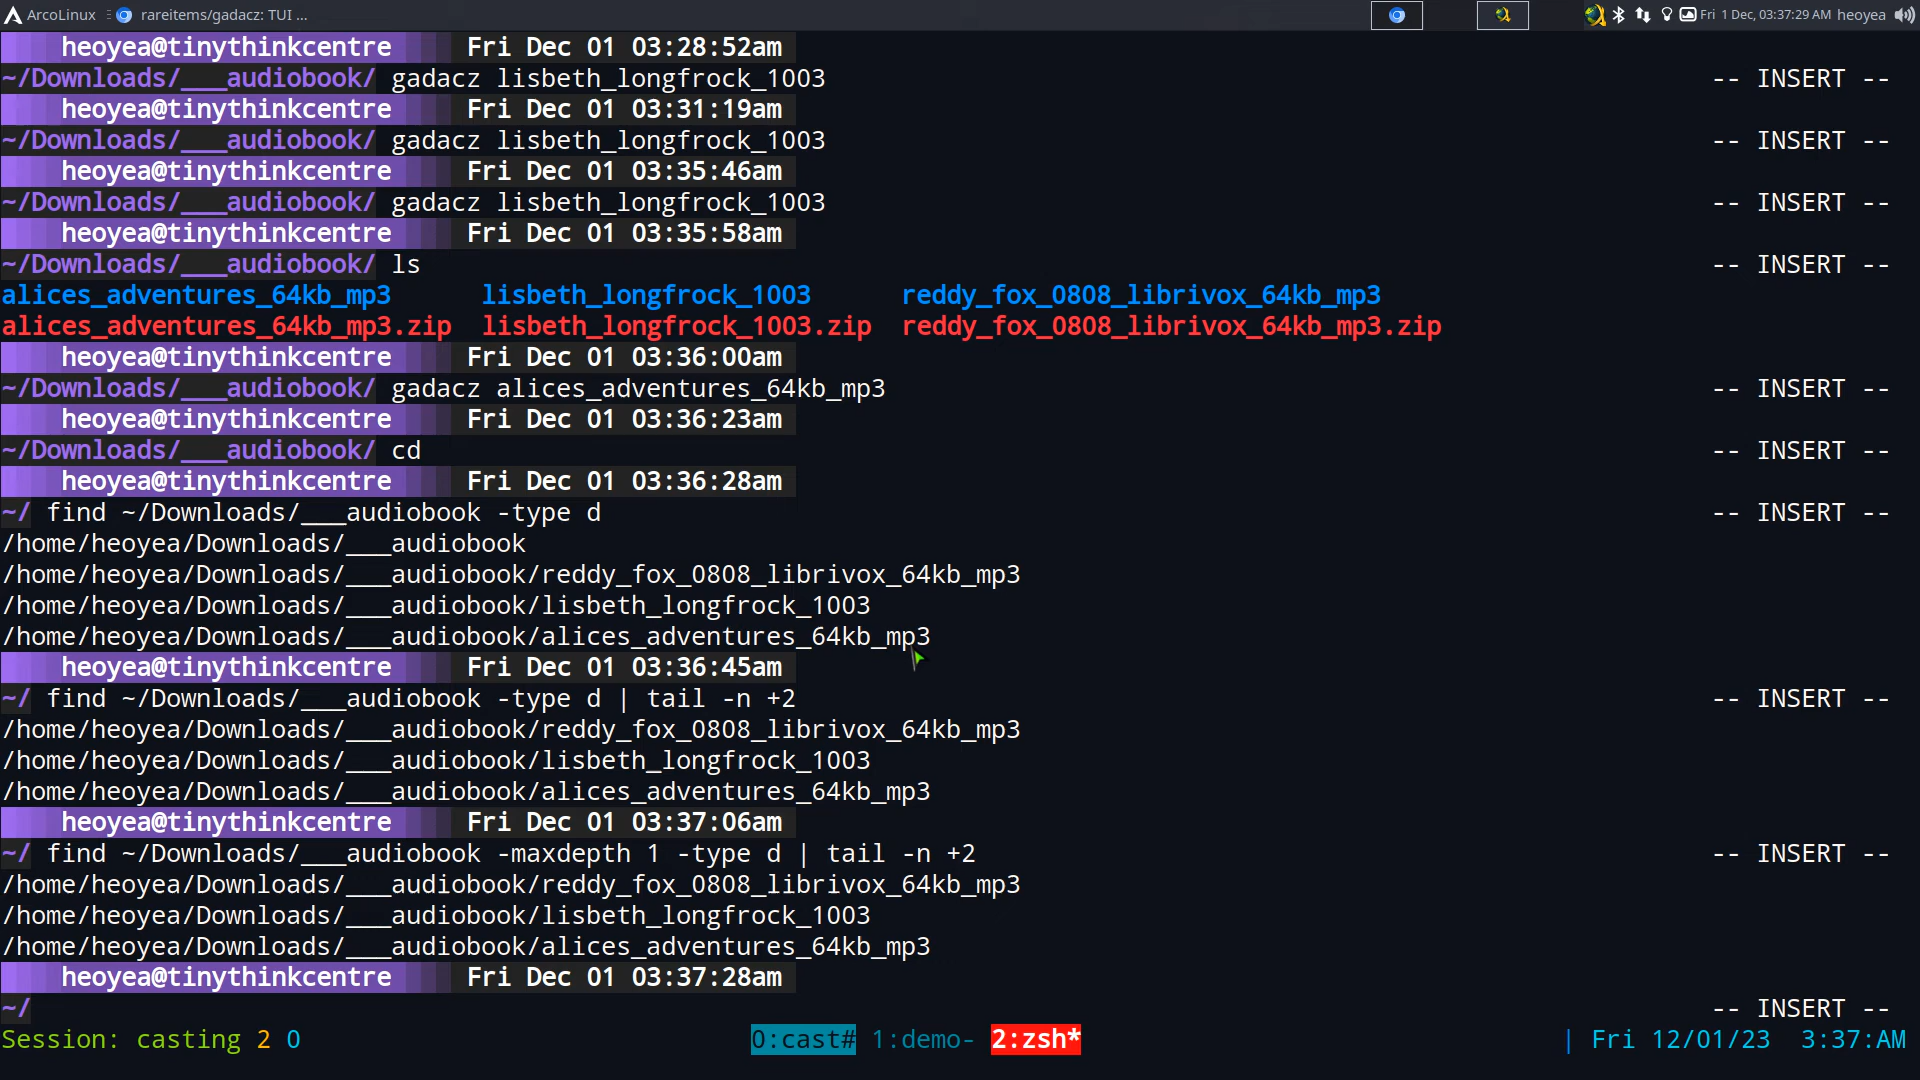 ArcoLinux rareitems/gadacz: TUI ... Fri 1 Dec, 03:37:29 AM heoyea
heoyea@tinythinkcentre Fri Dec 01 03:28:52am
~/Downloads/___audiobook/ gadacz lisbeth_longfrock_1003 -- INSERT --
heoyea@tinythinkcentre Fri Dec 01 03:31:19am
~/Downloads/___audiobook/ gadacz lisbeth_longfrock_1003 -- INSERT --
heoyea@tinythinkcentre Fri Dec 01 03:35:46am
~/Downloads/___audiobook/ gadacz lisbeth_longfrock_1003 -- INSERT --
heoyea@tinythinkcentre Fri Dec 01 03:35:58am
~/Downloads/___audiobook/ ls -- INSERT --
alices_adventures_64kb_mp3 lisbeth_longfrock_1003 reddy_fox_0808_librivox_64kb_mp3
alices_adventures_64kb_mp3.zip lisbeth_longfrock_1003.zip reddy_fox_0808_librivox_64kb_mp3.zip
heoyea@tinythinkcentre Fri Dec 01 03:36:00am
~/Downloads/___audiobook/ gadacz alices_adventures_64kb_mp3 -- INSERT --
heoyea@tinythinkcentre Fri Dec 01 03:36:23am
~/Downloads/___audiobook/ cd -- INSERT --
heoyea@tinythinkcentre Fri Dec 01 03:36:28am
~/ find ~/Downloads/___audiobook -type d -- INSERT --
/home/heoyea/Downloads/___audiobook
/home/heoyea/Downloads/___audiobook/reddy_fox_0808_librivox_64kb_mp3
/home/heoyea/Downloads/___audiobook/lisbeth_longfrock_1003
/home/heoyea/Downloads/___audiobook/alices_adventures_64kb_mp3
heoyea@tinythinkcentre Fri Dec 01 03:36:45am
~/ find ~/Downloads/___audiobook -type d | tail -n +2 -- INSERT --
/home/heoyea/Downloads/___audiobook/reddy_fox_0808_librivox_64kb_mp3
/home/heoyea/Downloads/___audiobook/lisbeth_longfrock_1003
/home/heoyea/Downloads/___audiobook/alices_adventures_64kb_mp3
heoyea@tinythinkcentre Fri Dec 01 03:37:06am
~/ find ~/Downloads/___audiobook -maxdepth 1 -type d | tail -n +2 -- INSERT --
/home/heoyea/Downloads/___audiobook/reddy_fox_0808_librivox_64kb_mp3
/home/heoyea/Downloads/___audiobook/lisbeth_longfrock_1003
/home/heoyea/Downloads/___audiobook/alices_adventures_64kb_mp3
heoyea@tinythinkcentre Fri Dec 01 03:37:28am
~/ -- INSERT --
Session: casting 2 0 0:cast# 1:demo- 2:zsh* | Fri 12/01/23 3:37:AM